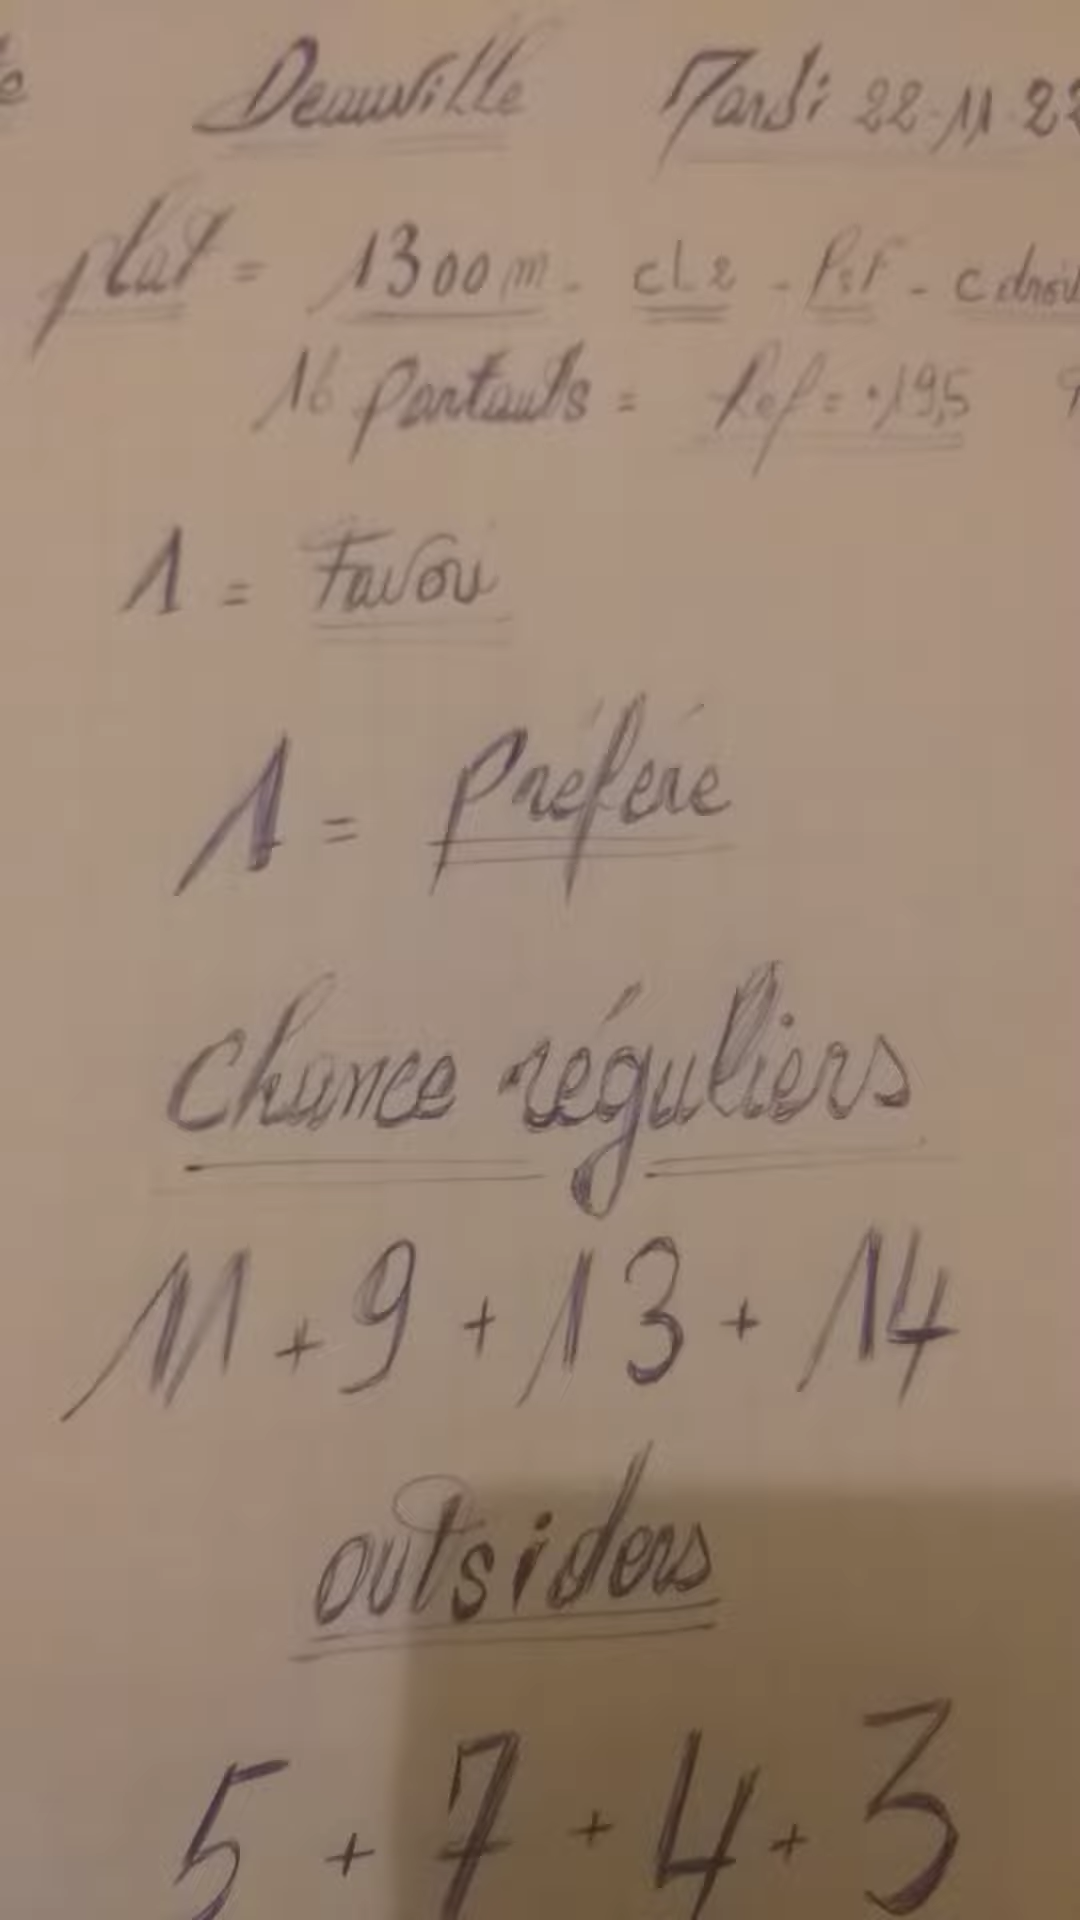 Deauville Mardi 22-11-22
plat = 1300m - cl 2 - PSF - c droit
16 partants = Ref = +19,5
1 = Favori
1 = Préféré
Chance réguliers
11 + 9 + 13 + 14
outsiders
5 + 7 + 4 + 3